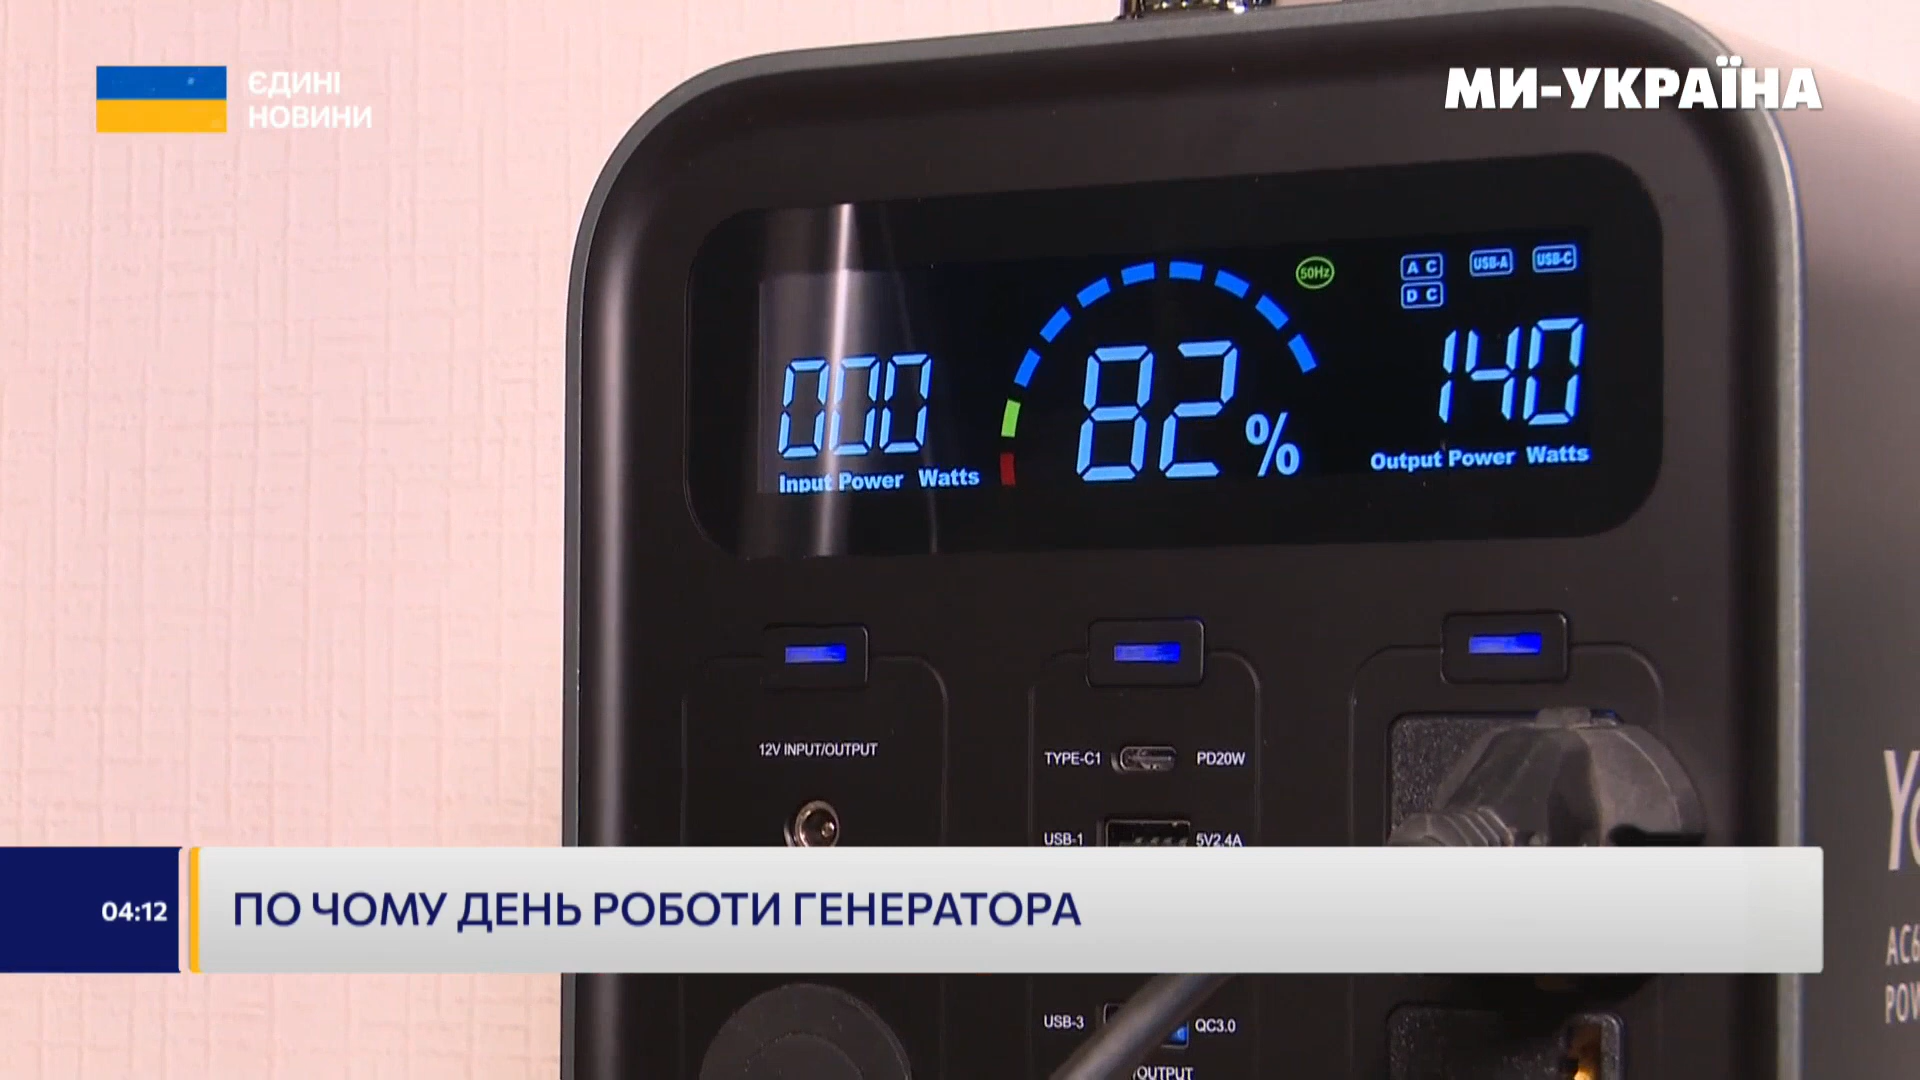 ЄДИНІ
НОВИНИ
МИ-УКРАЇНА
50Hz
AC
USB-A
USB-C
DC
000
82%
140
Input Power Watts
Output Power Watts
12V INPUT/OUTPUT
TYPE-C1
PD20W
USB-1
5V2.4A
04:12
ПО ЧОМУ ДЕНЬ РОБОТИ ГЕНЕРАТОРА
USB-3
QC3.0
OUTPUT